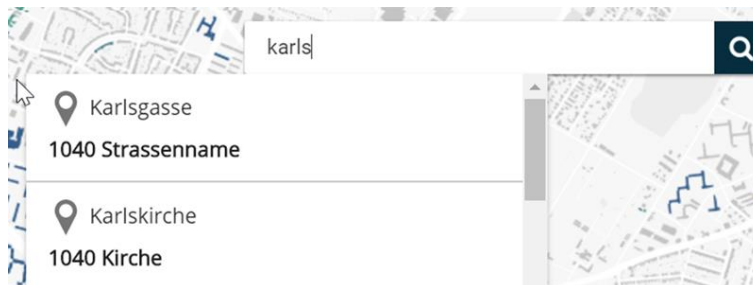 karls
Karlsgasse
1040 Strassenname
Karlskirche
1040 Kirche